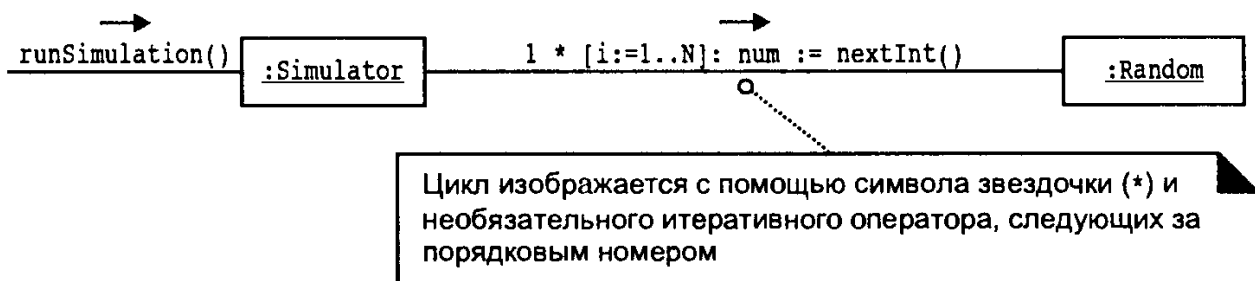 runSimulation()
:Simulator
1 * [i:=1..N]: num := nextInt()
:Random
Цикл изображается с помощью символа звездочки (*) и
необязательного итеративного оператора, следующих за
порядковым номером